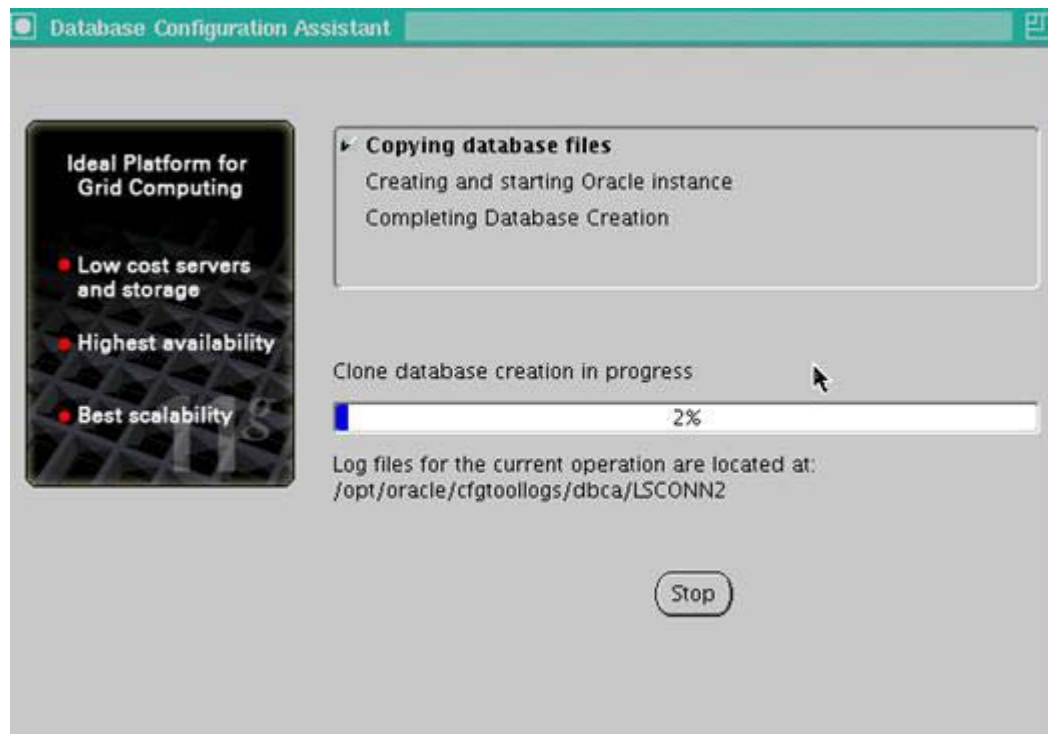 Database Configuration Assistant
Ideal Platform for
Grid Computing
Low cost servers
and storage
Highest availability
Best scalability
11g
Copying database files
Creating and starting Oracle instance
Completing Database Creation
Clone database creation in progress
2%
Log files for the current operation are located at:
/opt/oracle/cfgtoollogs/dbca/LSCONN2
Stop